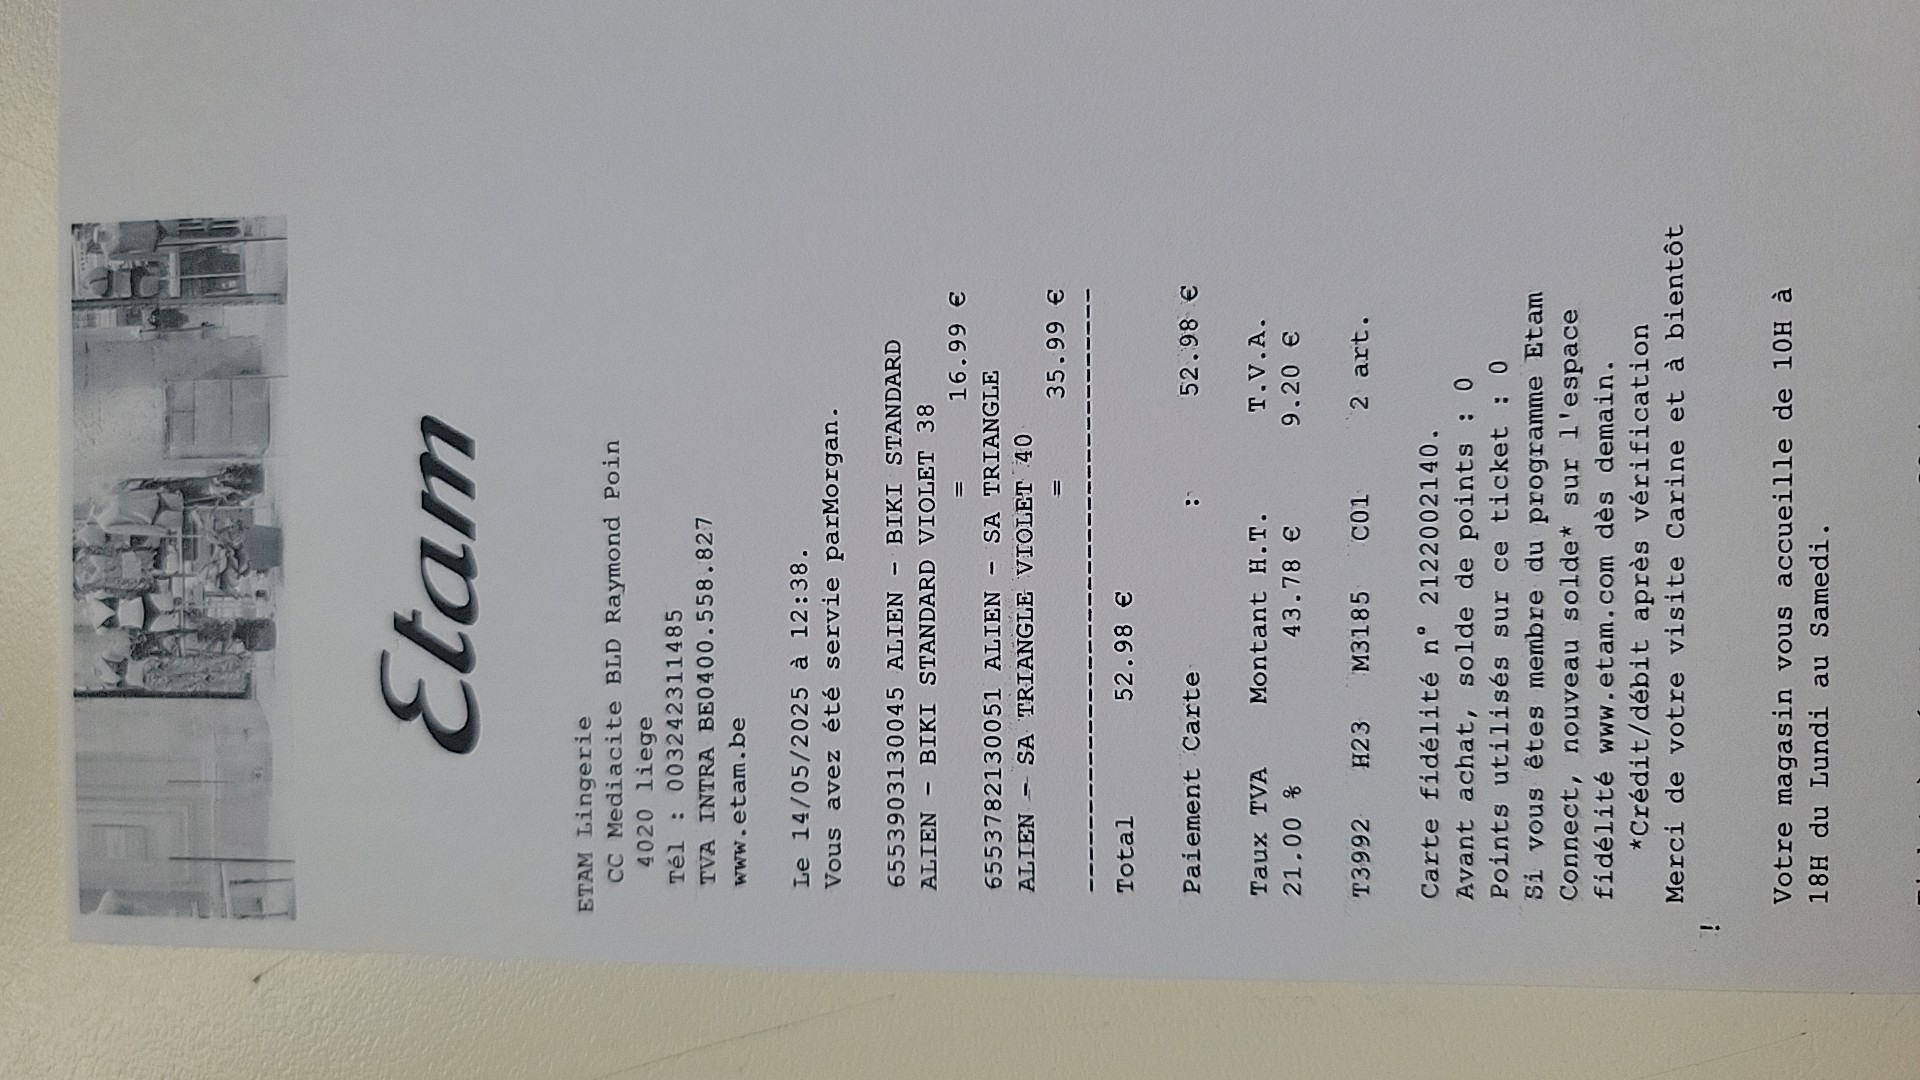 Etam
ETAM Lingerie
CC Mediacite BLD Raymond Poin
4020 liege
Tél : 003242311485
TVA INTRA BE0400.558.827
www.etam.be
Le 14/05/2025 à 12:38.
Vous avez été servie parMorgan.
655390313​0045 ALIEN - BIKI STANDARD
ALIEN - BIKI STANDARD VIOLET 38
= 16.99 €
6553782130051 ALIEN - SA TRIANGLE
ALIEN - SA TRIANGLE VIOLET 40
= 35.99 €
--------------------------------------
Total 52.98 €
Paiement Carte : 52.98 €
Taux TVA Montant H.T. T.V.A.
21.00 % 43.78 € 9.20 €
T3992 H23 M3185 C01 2 art.
Carte fidélité n° 2122002140.
Avant achat, solde de points : 0
Points utilisés sur ce ticket : 0
Si vous êtes membre du programme Etam
Connect, nouveau solde* sur l'espace
fidélité www.etam.com dès demain.
*Crédit/débit après vérification
Merci de votre visite Carine et à bientôt
!
Votre magasin vous accueille de 10H à
18H du Lundi au Samedi.